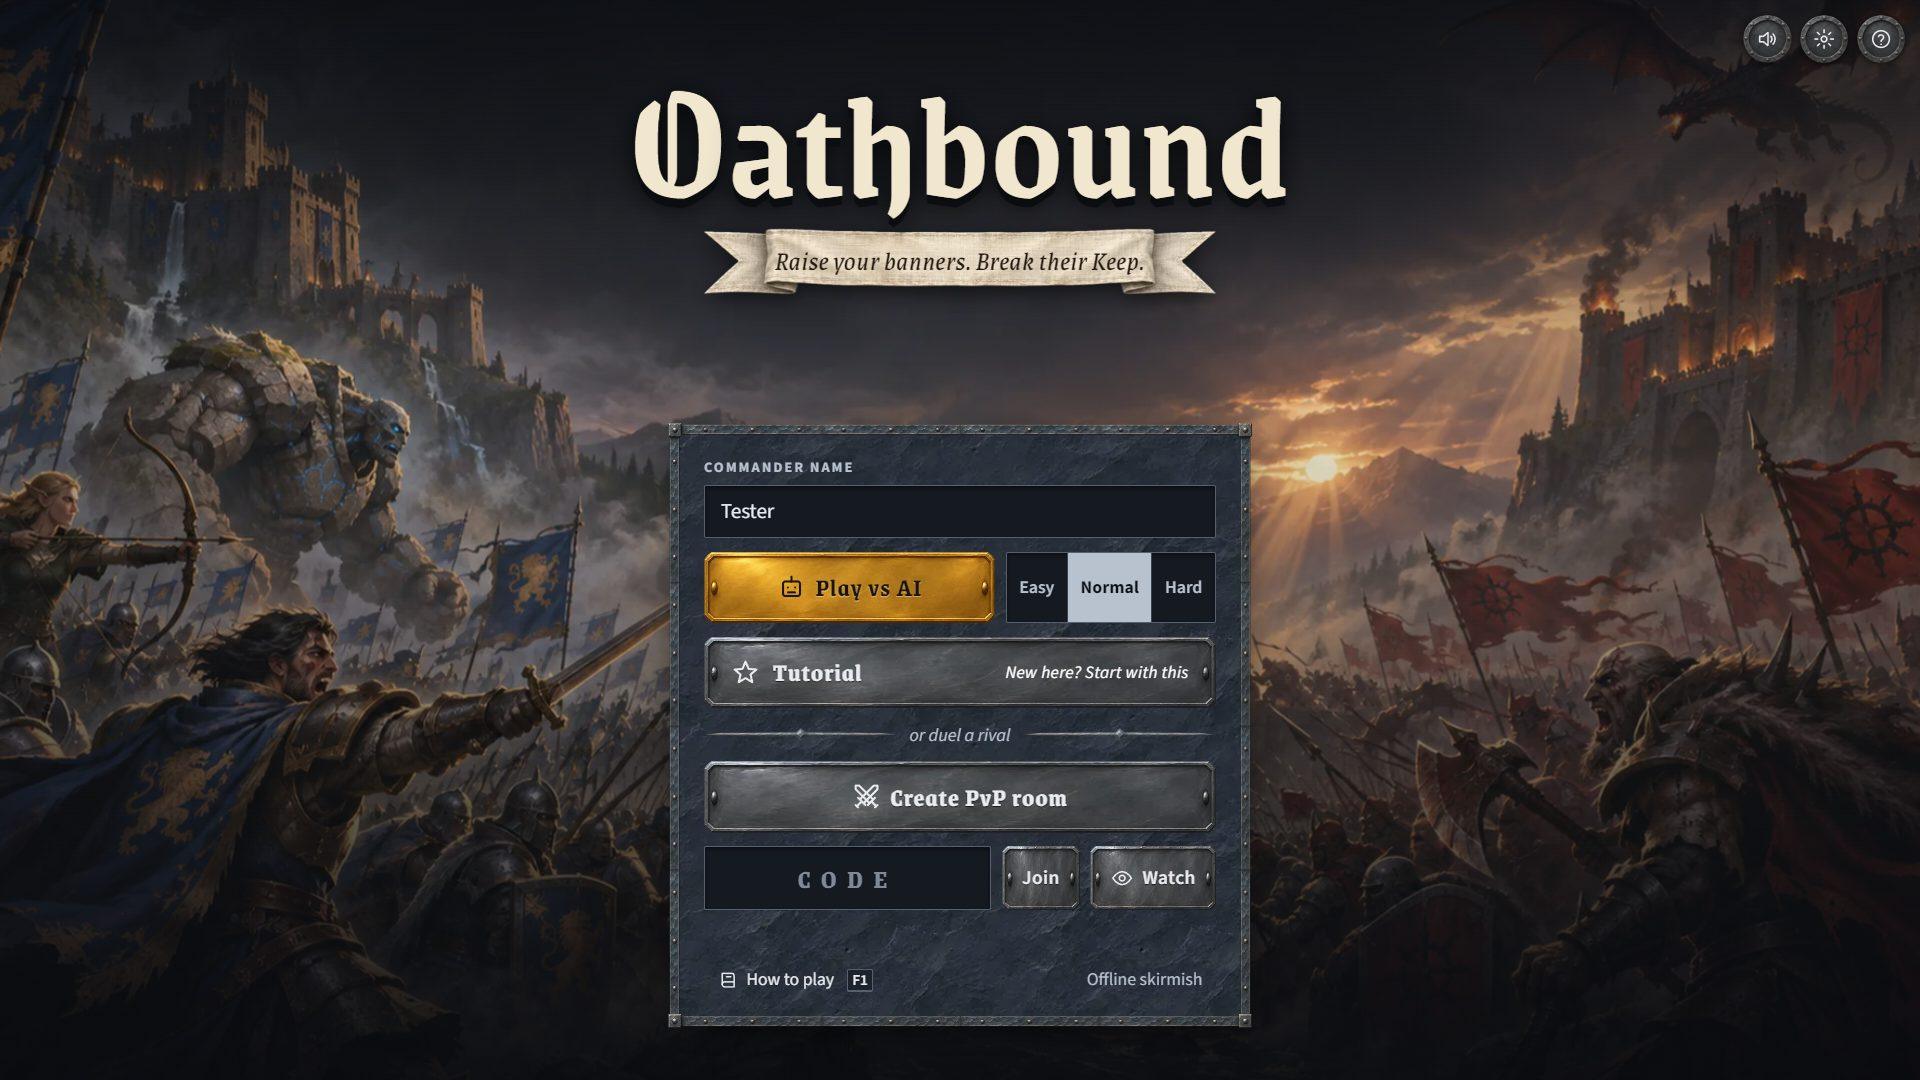 Oathbound
Raise your banners. Break their Keep.
COMMANDER NAME
Tester
Play vs AI
Easy
Normal
Hard
Tutorial
New here? Start with this
or duel a rival
Create PvP room
CODE
Join
Watch
How to play
F1
Offline skirmish